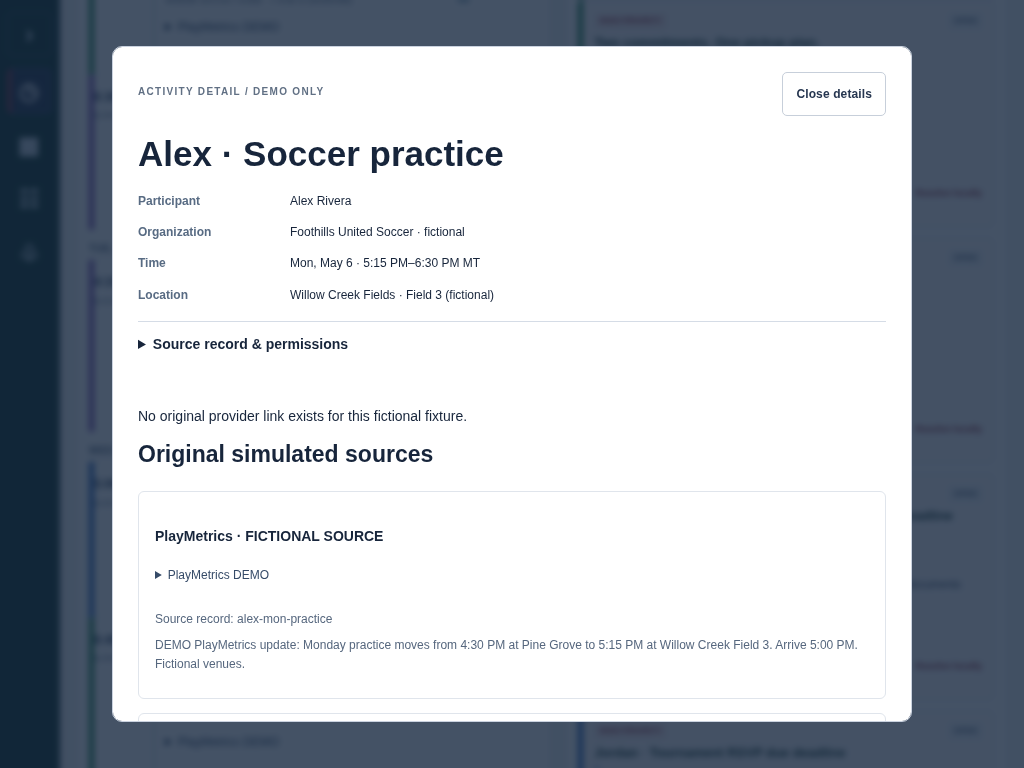 ACTIVITY DETAIL / DEMO ONLY
Close details
Alex · Soccer practice
Participant Alex Rivera
Organization Foothills United Soccer · fictional
Time Mon, May 6 · 5:15 PM–6:30 PM MT
Location Willow Creek Fields · Field 3 (fictional)
Source record & permissions
No original provider link exists for this fictional fixture.
Original simulated sources
PlayMetrics · FICTIONAL SOURCE
PlayMetrics DEMO
Source record: alex-mon-practice
DEMO PlayMetrics update: Monday practice moves from 4:30 PM at Pine Grove to 5:15 PM at Willow Creek Field 3. Arrive 5:00 PM.
Fictional venues.